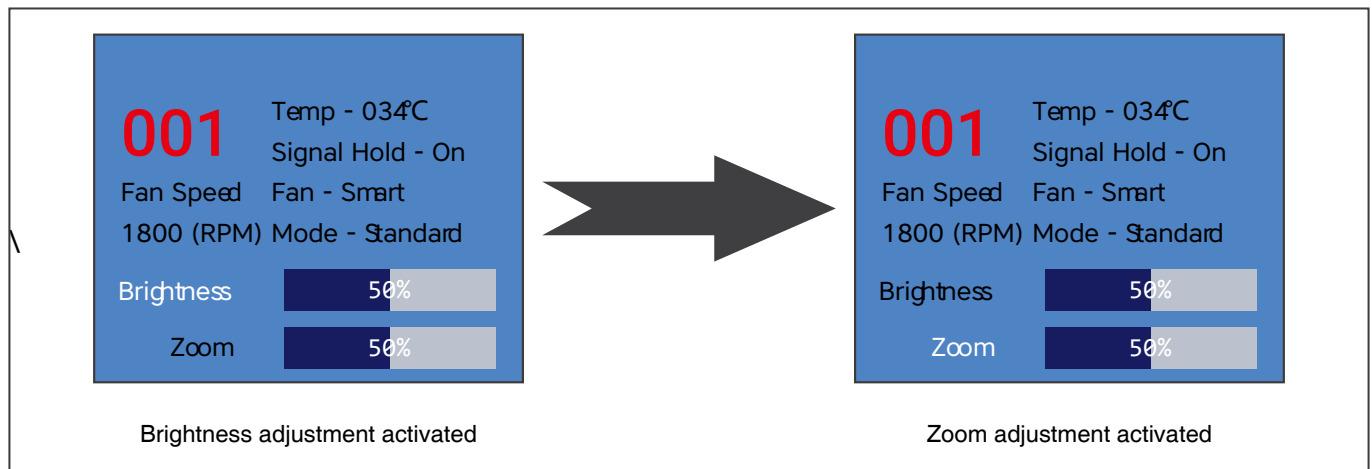 001
Temp - 034℃
Signal Hold - On
Fan Speed Fan - Smart
1800 (RPM) Mode - Standard
Brightness 50%
Zoom 50%
Brightness adjustment activated
\
001
Temp - 034℃
Signal Hold - On
Fan Speed Fan - Smart
1800 (RPM) Mode - Standard
Brightness 50%
Zoom 50%
Zoom adjustment activated